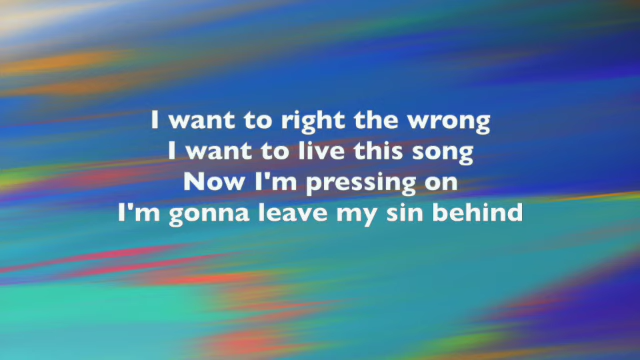 I want to right the wrong
I want to live this song
Now I'm pressing on
I'm gonna leave my sin behind